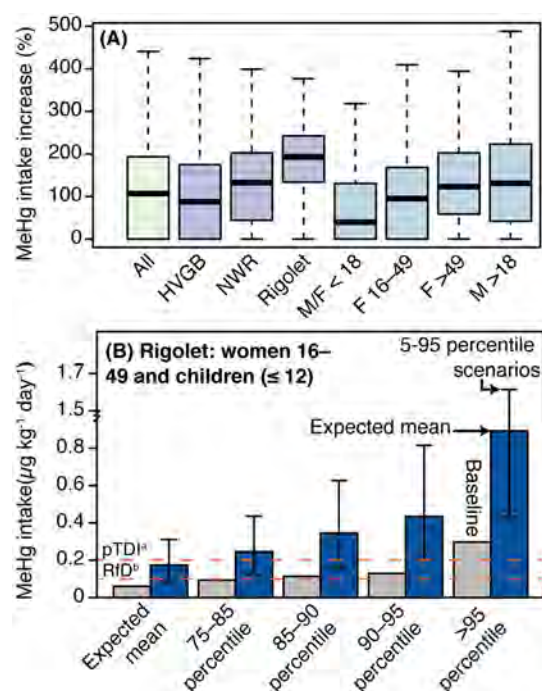 (A)
MeHg intake increase (%)
500
400
300
200
100
0
All
HVGB
NWR
Rigolet
M/F < 18
F 16–49
F >49
M >18
(B) Rigolet: women 16–
49 and children (≤ 12)
5-95 percentile
scenarios
Expected mean
Baseline
MeHg intake(µg kg⁻¹ day⁻¹)
1.7
1.5
0.8
0.6
0.4
0.2
0
pTDIᵃ
RfDᵇ
Expected
mean
75–85
percentile
85–90
percentile
90–95
percentile
>95
percentile